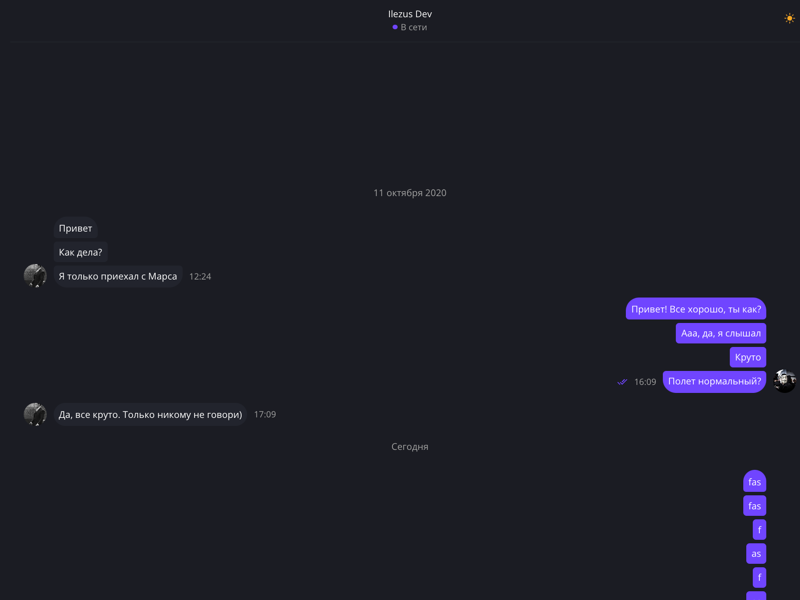 Ilezus Dev
В сети
11 октября 2020
Привет
Как дела?
Я только приехал с Марса 12:24
Привет! Все хорошо, ты как?
Ааа, да, я слышал
Круто
16:09 Полет нормальный?
Да, все круто. Только никому не говори) 17:09
Сегодня
fas
fas
f
as
f